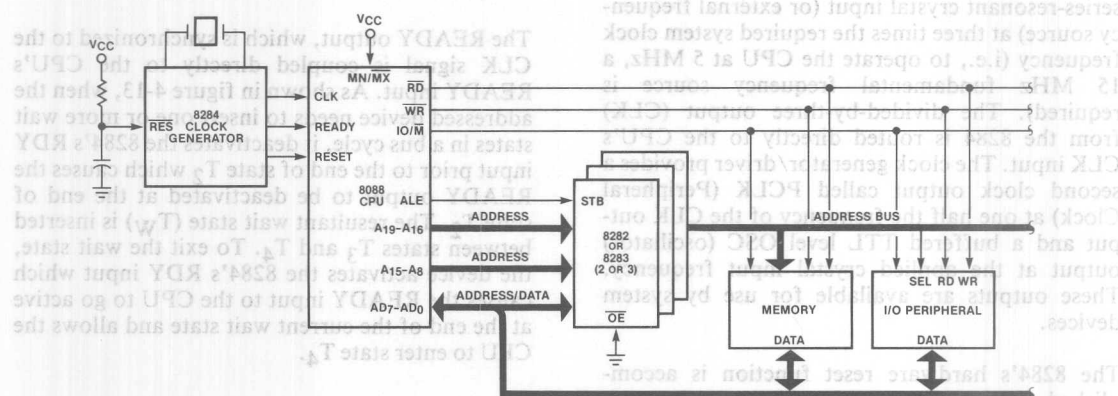 VCC
VCC
8284
RES CLOCK
GENERATOR
MN/M̅X̅
CLK
READY
RESET
R̅D̅
W̅R̅
IO/M̅
8088
CPU
ALE
A19–A16
A15–A8
AD7–AD0
ADDRESS
ADDRESS
ADDRESS/DATA
STB
8282
OR
8283
(2 or 3)
O̅E̅
ADDRESS BUS
MEMORY
DATA
SEL RD WR
I/O PERIPHERAL
DATA
series-resonant crystal input (or external frequen-
cy source) at three times the required system clock
frequency (i.e., to operate the CPU at 5 MHz, a
15 MHz fundamental frequency source is
required). The divided-by-three output (CLK)
from the 8284 is routed directly to the CPU's
CLK input. The clock generator/driver provides a
second clock output called PCLK (Peripheral
Clock) at one half the frequency of the CLK out-
put and a buffered TTL level OSC (oscillator)
output at the applied crystal input frequency.
These outputs are available for use by system
devices.
The 8284's hardware reset function is accom-
The READY output, which is synchronized to the
CLK signal is coupled directly to the CPU's
READY input. As shown in figure 4-13, when the
addressed device needs to insert one or more wait
states in a bus cycle, it deactivates the 8284's RDY
input prior to the end of state T2 which causes the
READY output to be deactivated at the end of
T2. The resultant wait state (TW) is inserted
between states T3 and T4. To exit the wait state,
the device activates the 8284's RDY input which
the READY input to the CPU to go active
at the end of the current wait state and allows the
CPU to enter state T4.